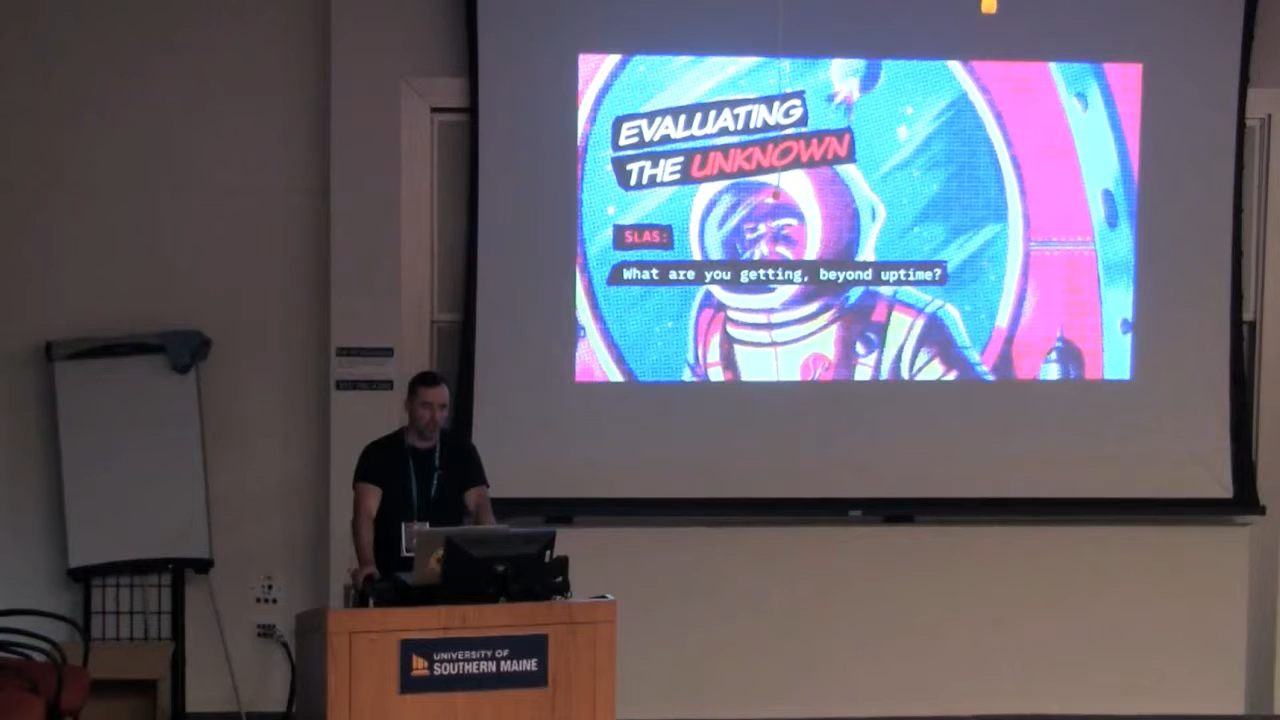 EVALUATING
THE UNKNOWN
SLAS:
What are you getting, beyond uptime?
UNIVERSITY OF
SOUTHERN MAINE